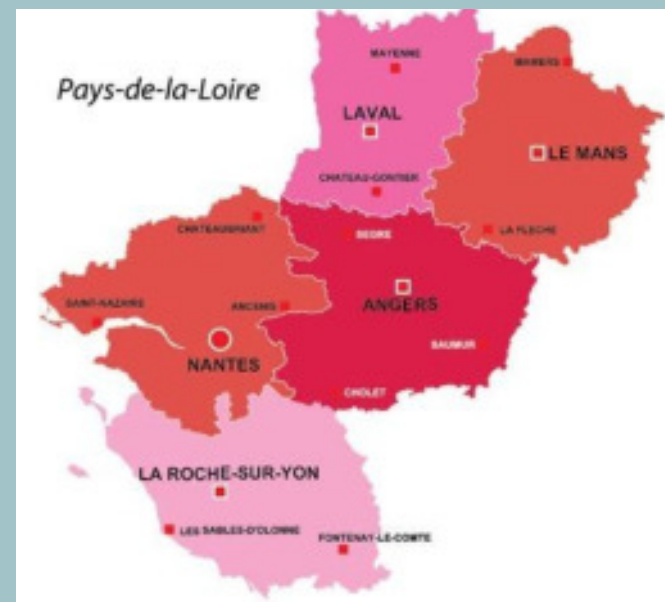 Pays-de-la-Loire
MAYENNE
MAMERS
LAVAL
LE MANS
CHATEAU-GONTIER
CHATEAUBRIANT
SEGRE
LA FLECHE
ANGERS
SAINT-NAZAIRE
ANCENIS
SAUMUR
NANTES
CHOLET
LA ROCHE-SUR-YON
LES SABLES-D'OLONNE
FONTENAY-LE-COMTE